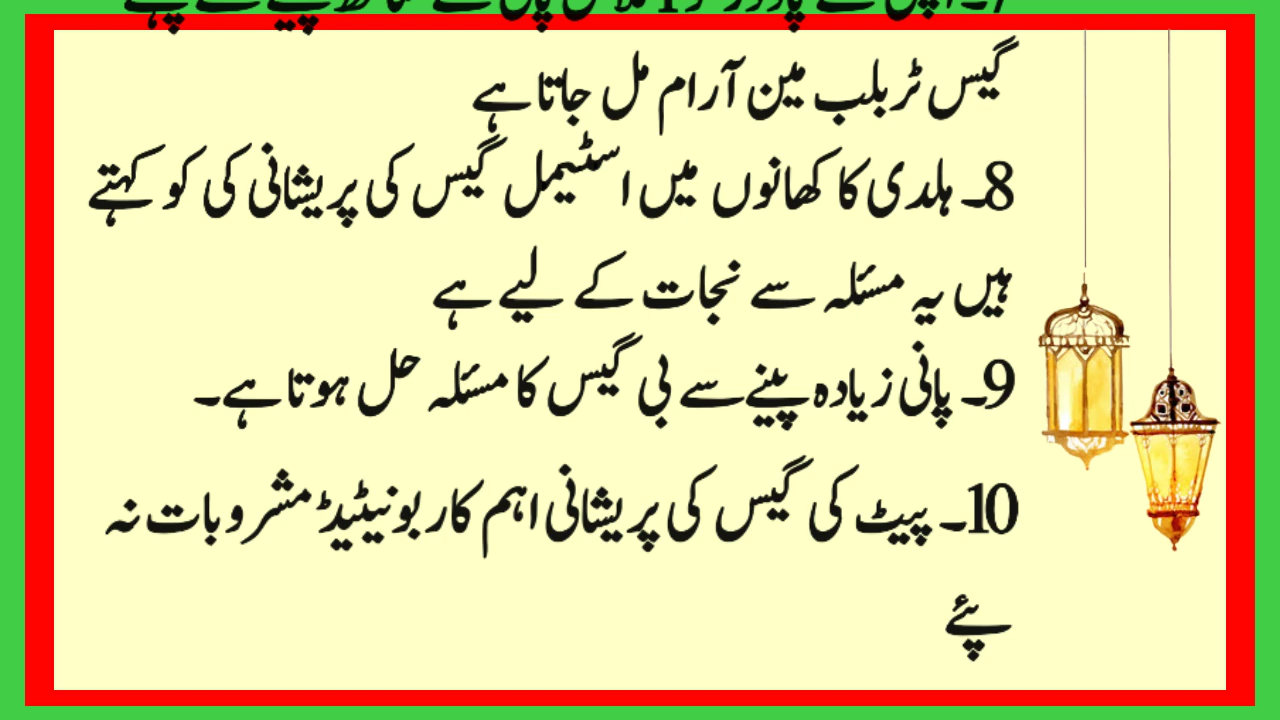 گیس ٹربلب مین آرام مل جاتا ہے
8۔ ہلدی کا کھانوں میں اسٹیمل گیس کی پریشانی کی کو کہتے
ہیں یہ مسئلہ سے نجات کے لیے ہے
9۔ پانی زیادہ پینے سے بی گیس کا مسئلہ حل ہوتا ہے۔
10۔ پیٹ کی گیس کی پریشانی اہم کاربونیٹیڈ مشروبات نہ
پئے